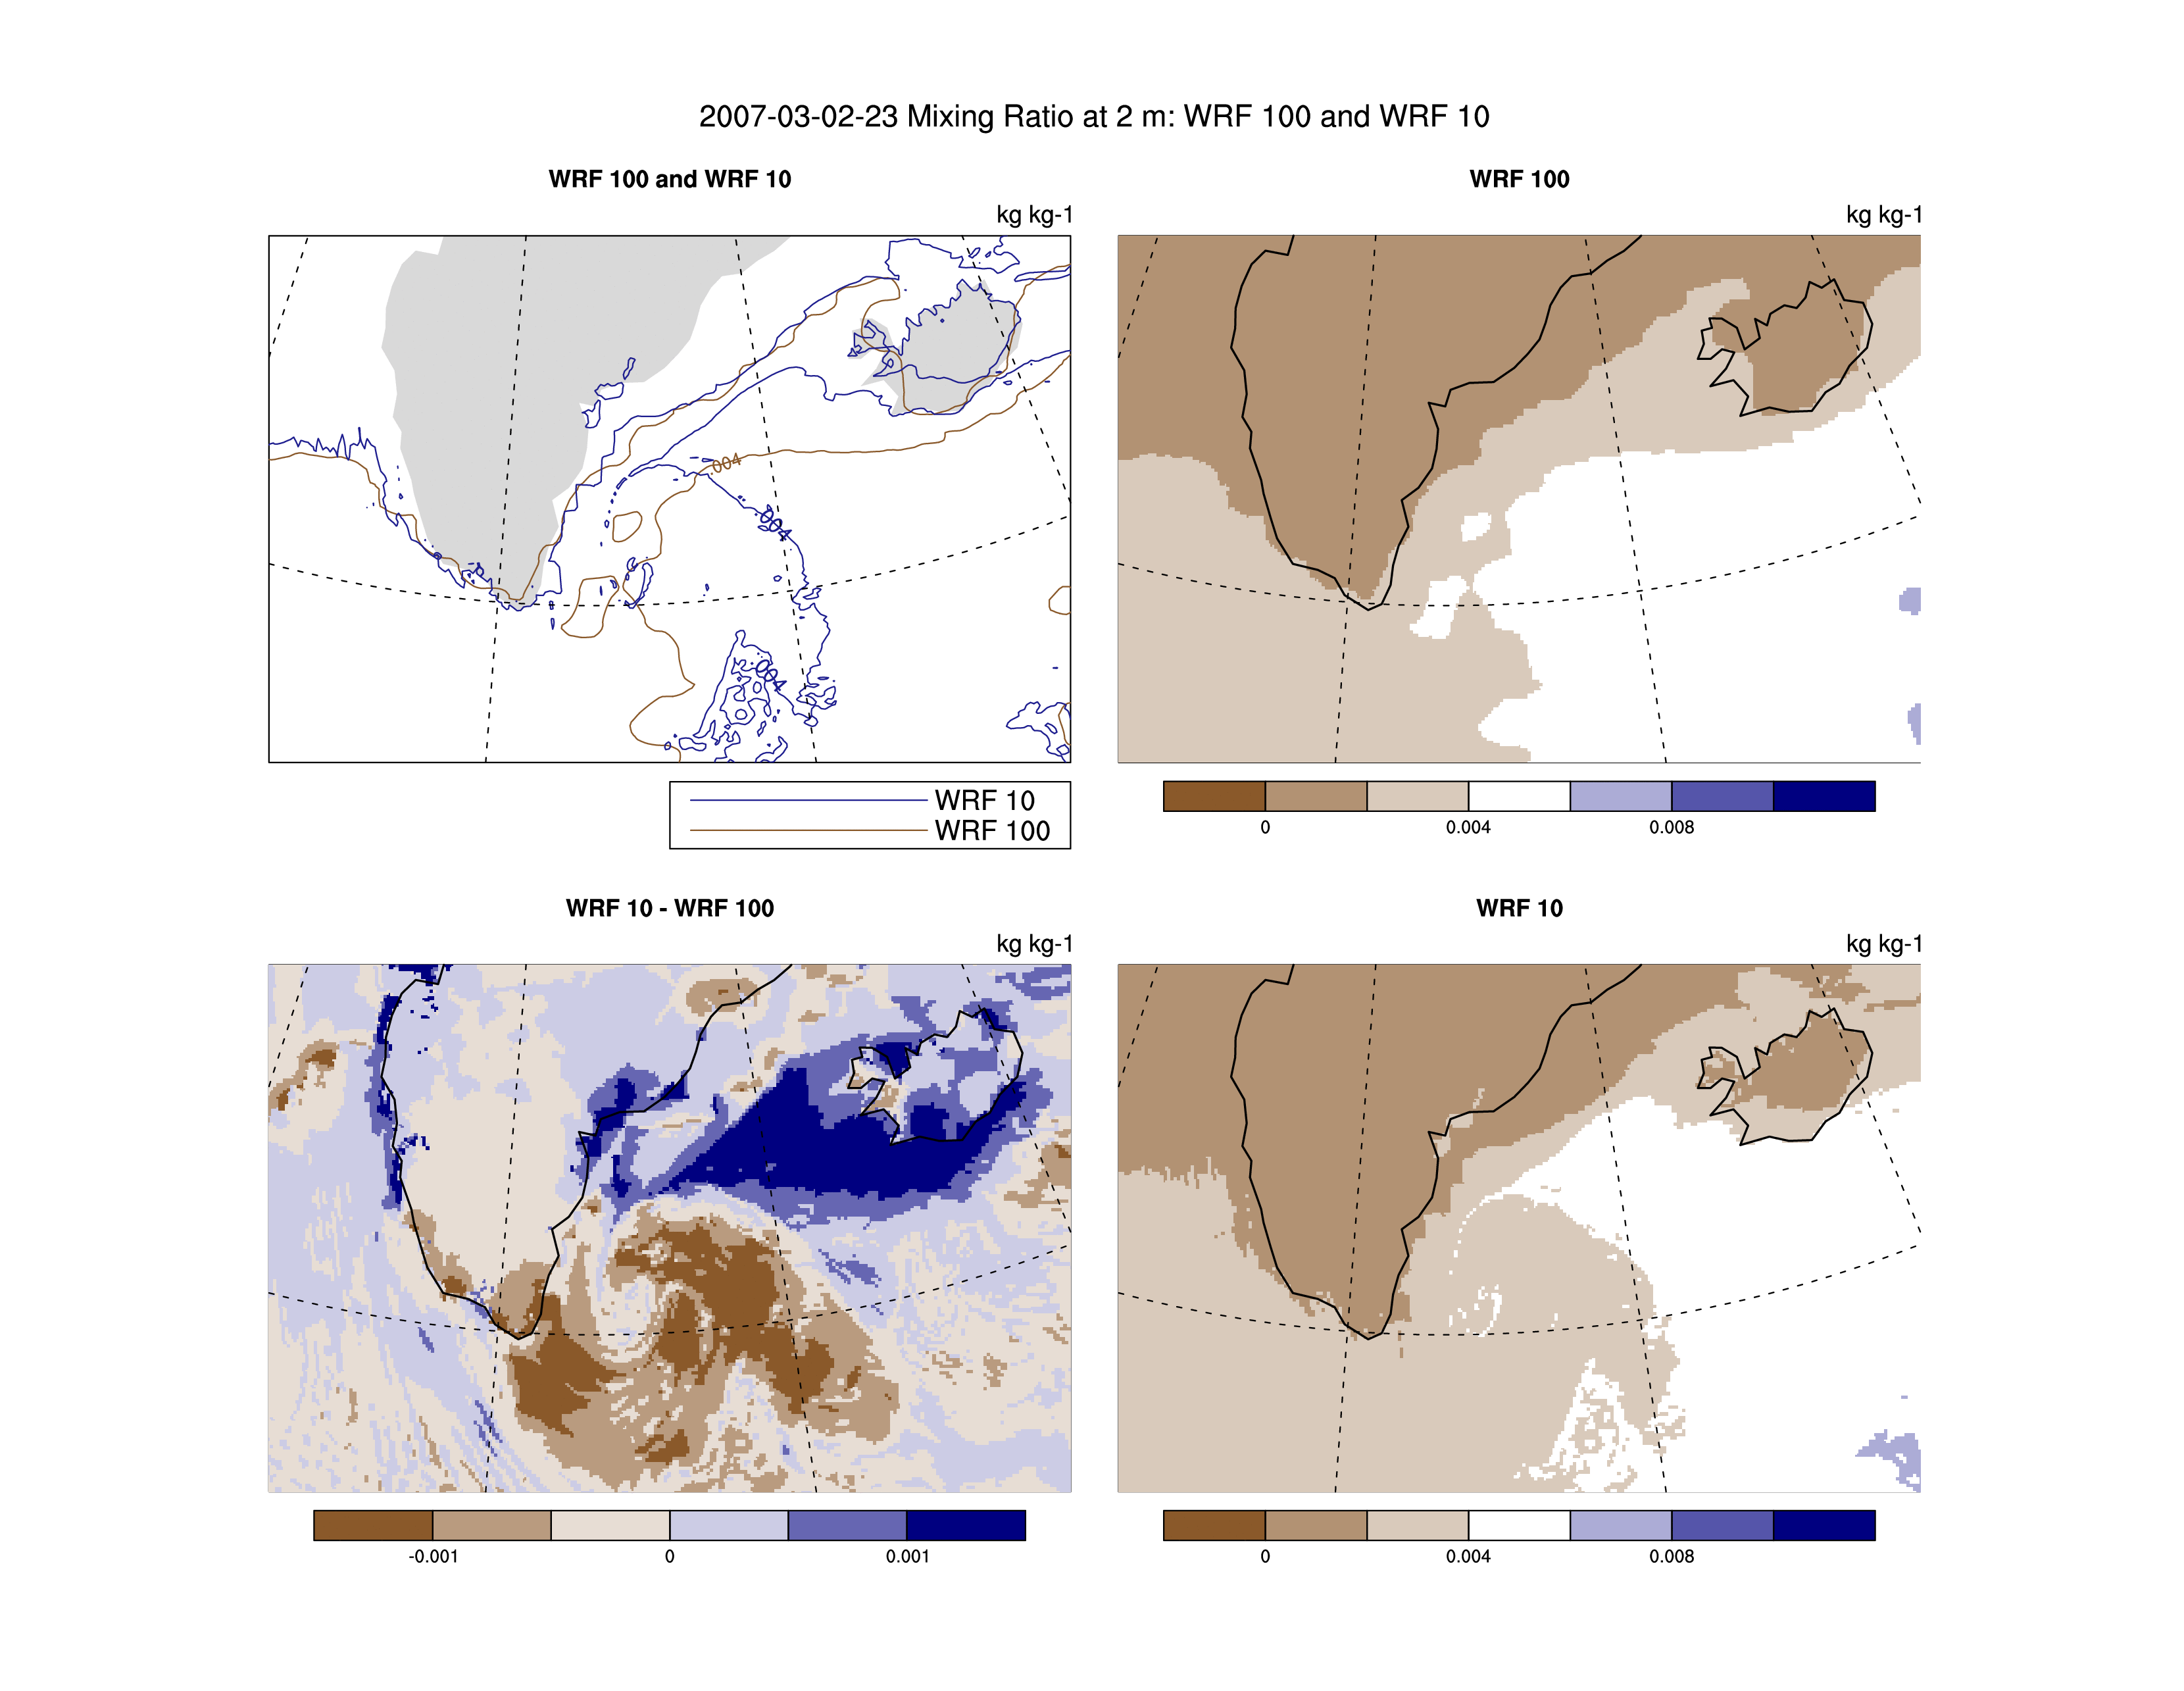 2007-03-02-23 Mixing Ratio at 2 m: WRF 100 and WRF 10
WRF 100 and WRF 10
kg kg-1
004
004
004
WRF 10
WRF 100
WRF 100
kg kg-1
0 0.004 0.008
WRF 10 - WRF 100
kg kg-1
-0.001 0 0.001
WRF 10
kg kg-1
0 0.004 0.008